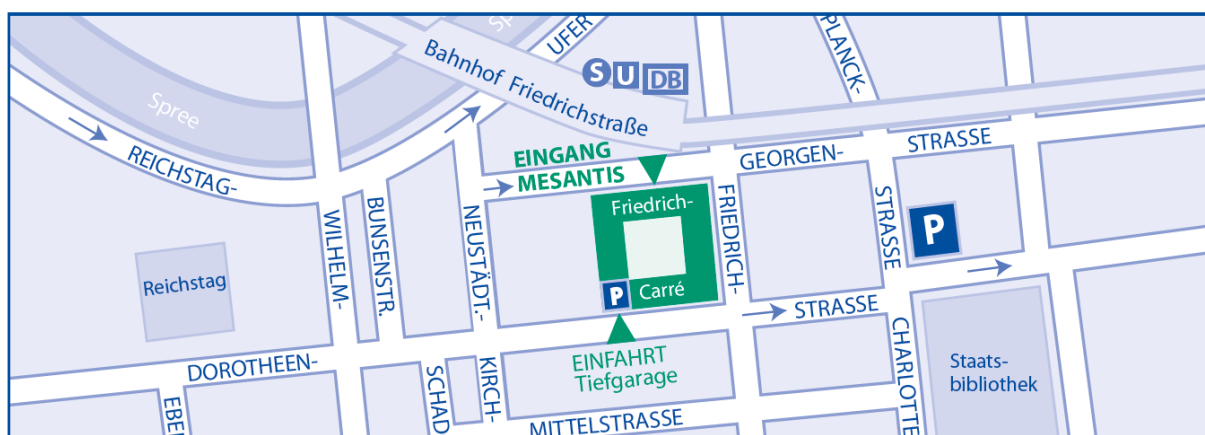 Spree
Sp
UFER
PLANCK-
STRASSE
Bahnhof Friedrichstraße
S U DB
REICHSTAG-
EINGANG
MESANTIS
GEORGEN-
STRASSE
WILHELM-
BUNSENSTR.
NEUSTÄDT.-
KIRCH-
Friedrich-
Carré
P
FRIEDRICH-
P
Reichstag
DOROTHEEN-
STRASSE
EINFAHRT
Tiefgarage
EBE
SCHAD
MITTELSTRASSE
CHARLOTTE
Staats-
bibliothek